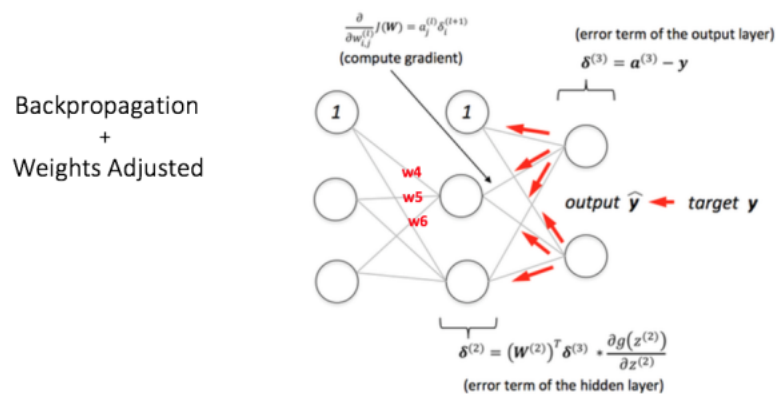 ∂/∂w_{i,j}^{(l)} J(W) = a_j^{(l)} δ_i^{(l+1)}
(compute gradient)
(error term of the output layer)
δ^{(3)} = a^{(3)} − y
Backpropagation
+
Weights Adjusted
1
1
w4
w5
w6
output ŷ
target y
δ^{(2)} = (W^{(2)})^T δ^{(3)} * ∂g(z^{(2)})/∂z^{(2)}
(error term of the hidden layer)